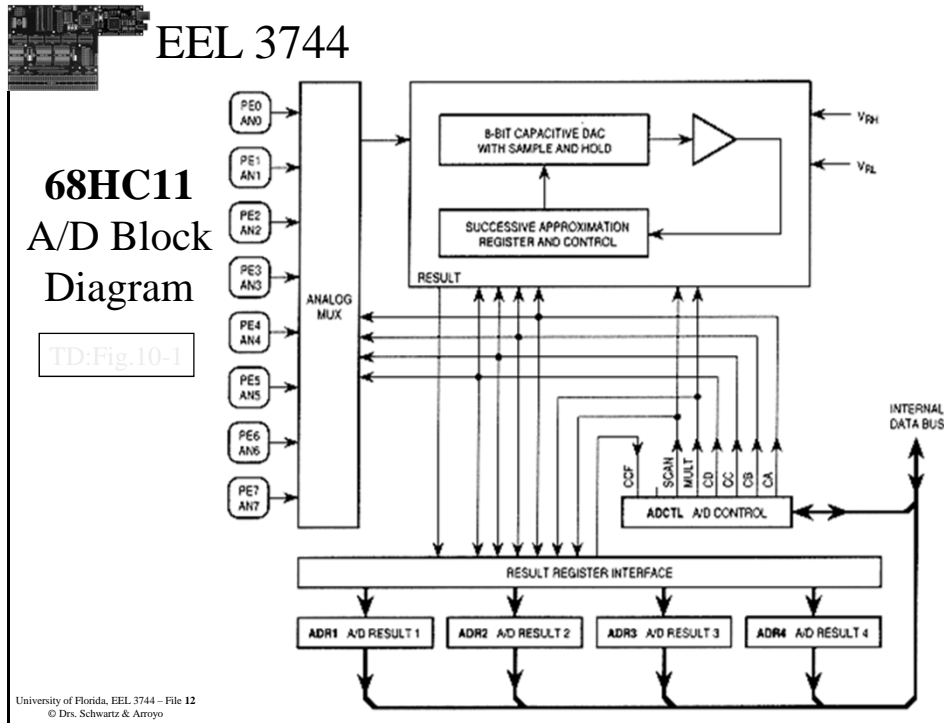 EEL 3744
68HC11
A/D Block
Diagram
TD:Fig.10-1
PE0
AN0
PE1
AN1
PE2
AN2
PE3
AN3
PE4
AN4
PE5
AN5
PE6
AN6
PE7
AN7
ANALOG
MUX
8-BIT CAPACITIVE DAC
WITH SAMPLE AND HOLD
SUCCESSIVE APPROXIMATION
REGISTER AND CONTROL
RESULT
VRH
VRL
INTERNAL
DATA BUS
CCF
SCAN
MULT
CD
CC
CB
CA
ADCTL A/D CONTROL
RESULT REGISTER INTERFACE
ADR1 A/D RESULT 1
ADR2 A/D RESULT 2
ADR3 A/D RESULT 3
ADR4 A/D RESULT 4
University of Florida, EEL 3744 – File 12
© Drs. Schwartz & Arroyo